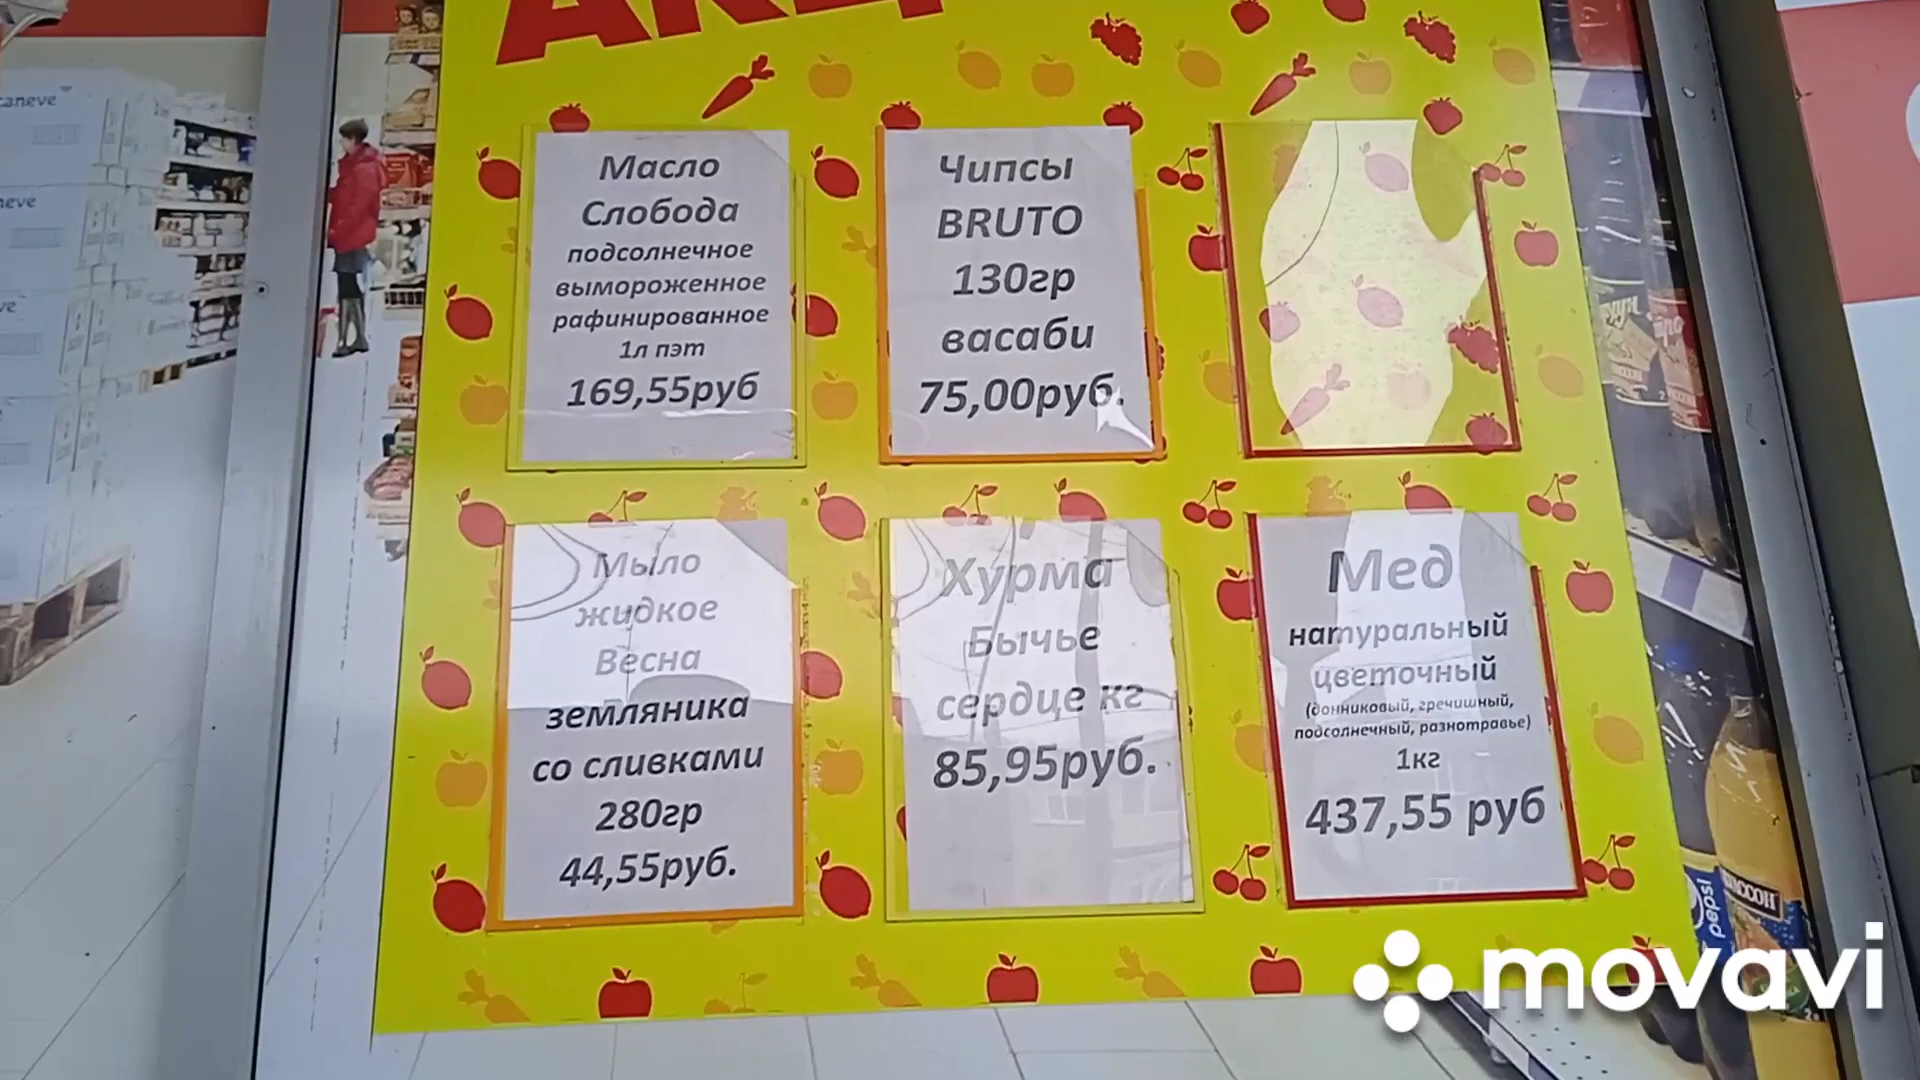 Масло
Слобода
подсолнечное
вымороженное
рафинированное
1л пэт
169,55руб
Чипсы
BRUTO
130гр
васаби
75,00руб.
Мыло
жидкое
Весна
земляника
со сливками
280гр
44,55руб.
Хурма
Бычье
сердце кг
85,95руб.
Мед
натуральный
цветочный
(донниковый, гречишный,
подсолнечный, разнотравье)
1кг
437,55 руб
pepsi
movavi